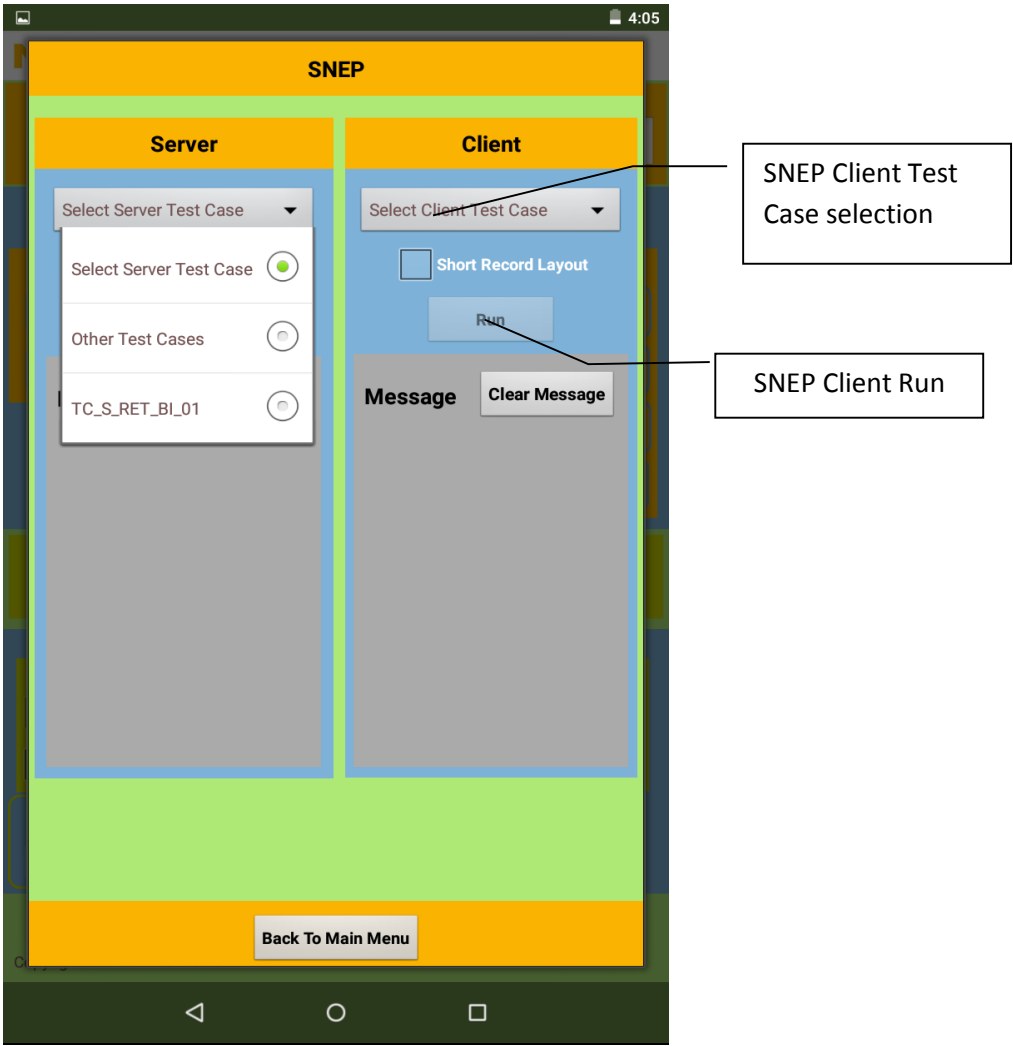 4:05
SNEP
Server
Client
Select Server Test Case
Select Client Test Case
Select Server Test Case
Other Test Cases
TC_S_RET_BI_01
Short Record Layout
Run
Message
Clear Message
Back To Main Menu
SNEP Client Test
Case selection
SNEP Client Run